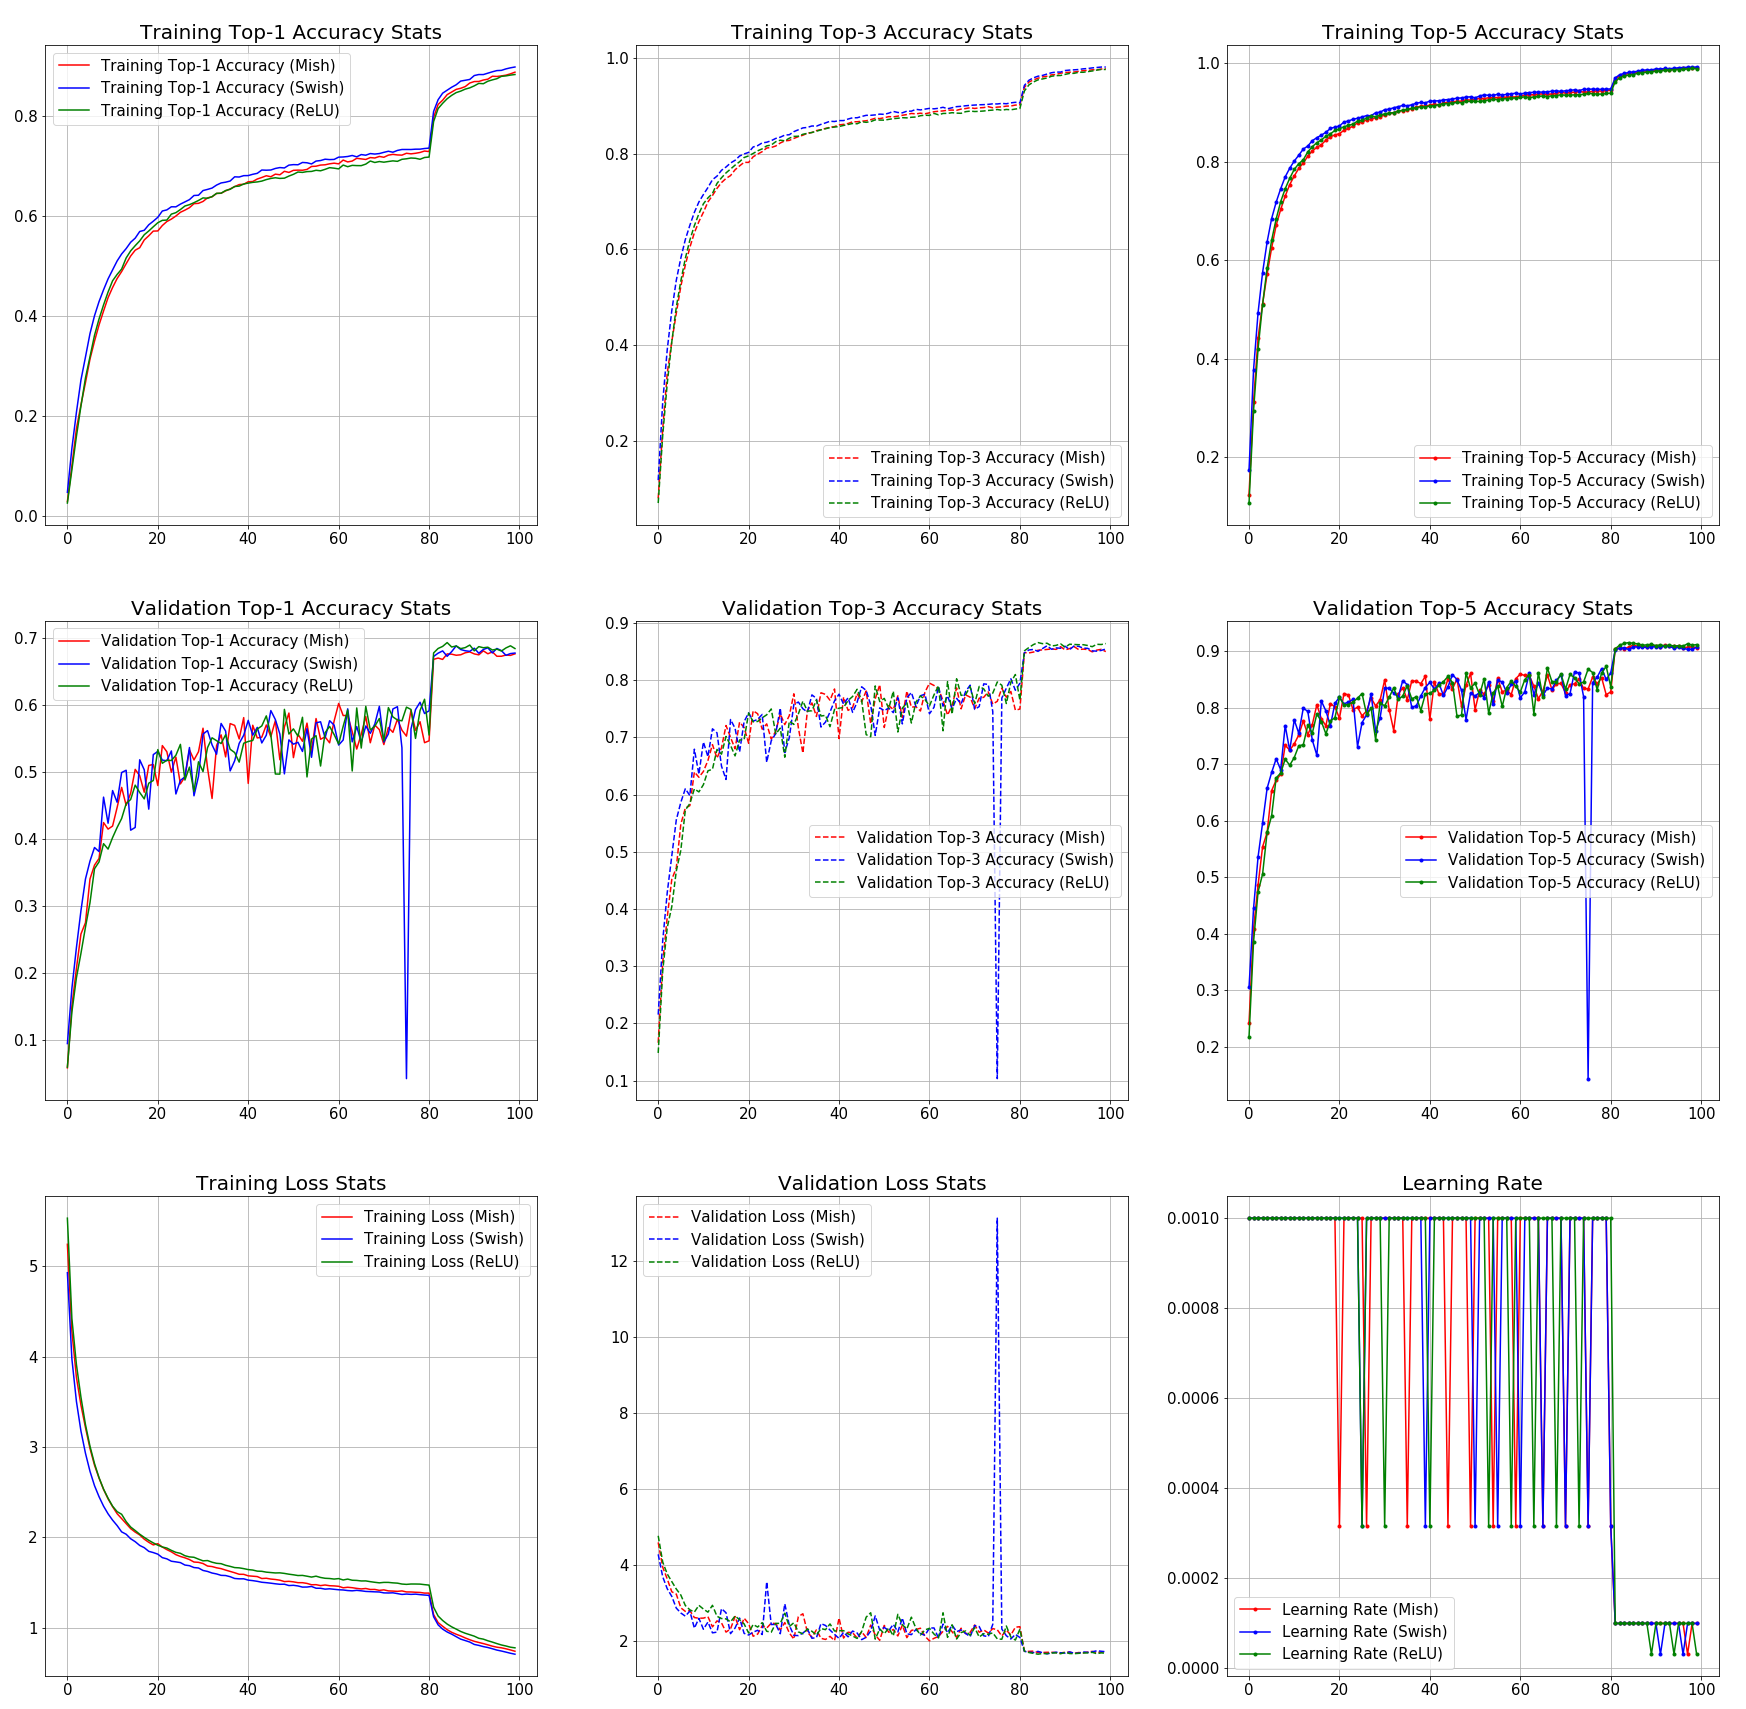 Training Top-1 Accuracy Stats
Training Top-1 Accuracy (Mish)
Training Top-1 Accuracy (Swish)
Training Top-1 Accuracy (ReLU)
0.8
0.6
0.4
0.2
0.0
0 20 40 60 80 100
Training Top-3 Accuracy Stats
1.0
0.8
0.6
0.4
0.2
Training Top-3 Accuracy (Mish)
Training Top-3 Accuracy (Swish)
Training Top-3 Accuracy (ReLU)
0 20 40 60 80 100
Training Top-5 Accuracy Stats
1.0
0.8
0.6
0.4
0.2
Training Top-5 Accuracy (Mish)
Training Top-5 Accuracy (Swish)
Training Top-5 Accuracy (ReLU)
0 20 40 60 80 100
Validation Top-1 Accuracy Stats
Validation Top-1 Accuracy (Mish)
Validation Top-1 Accuracy (Swish)
Validation Top-1 Accuracy (ReLU)
0.7
0.6
0.5
0.4
0.3
0.2
0.1
0 20 40 60 80 100
Validation Top-3 Accuracy Stats
0.9
0.8
0.7
0.6
0.5
0.4
0.3
0.2
0.1
Validation Top-3 Accuracy (Mish)
Validation Top-3 Accuracy (Swish)
Validation Top-3 Accuracy (ReLU)
0 20 40 60 80 100
Validation Top-5 Accuracy Stats
0.9
0.8
0.7
0.6
0.5
0.4
0.3
0.2
Validation Top-5 Accuracy (Mish)
Validation Top-5 Accuracy (Swish)
Validation Top-5 Accuracy (ReLU)
0 20 40 60 80 100
Training Loss Stats
Training Loss (Mish)
Training Loss (Swish)
Training Loss (ReLU)
5
4
3
2
1
0 20 40 60 80 100
Validation Loss Stats
Validation Loss (Mish)
Validation Loss (Swish)
Validation Loss (ReLU)
12
10
8
6
4
2
0 20 40 60 80 100
Learning Rate
0.0010
0.0008
0.0006
0.0004
0.0002
0.0000
Learning Rate (Mish)
Learning Rate (Swish)
Learning Rate (ReLU)
0 20 40 60 80 100